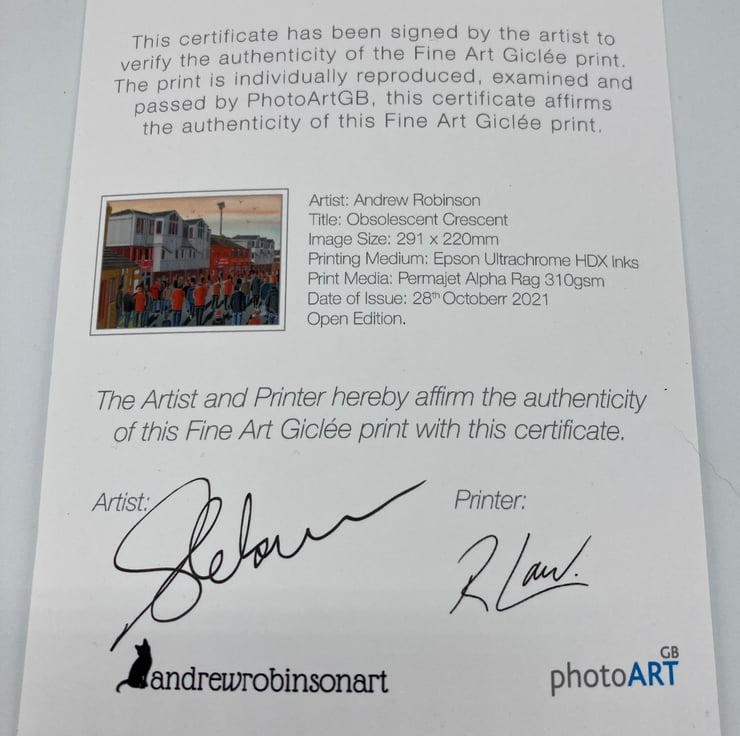 This certificate has been signed by the artist to
verify the authenticity of the Fine Art Giclée print.
The print is individually reproduced, examined and
passed by PhotoArtGB, this certificate affirms
the authenticity of this Fine Art Giclée print.
Artist: Andrew Robinson
Title: Obsolescent Crescent
Image Size: 291 x 220mm
Printing Medium: Epson Ultrachrome HDX Inks
Print Media: Permajet Alpha Rag 310gsm
Date of Issue: 28th Octoberr 2021
Open Edition.
The Artist and Printer hereby affirm the authenticity
of this Fine Art Giclée print with this certificate.
Artist:
Printer:
R Law.
andrewrobinsonart
photoART GB